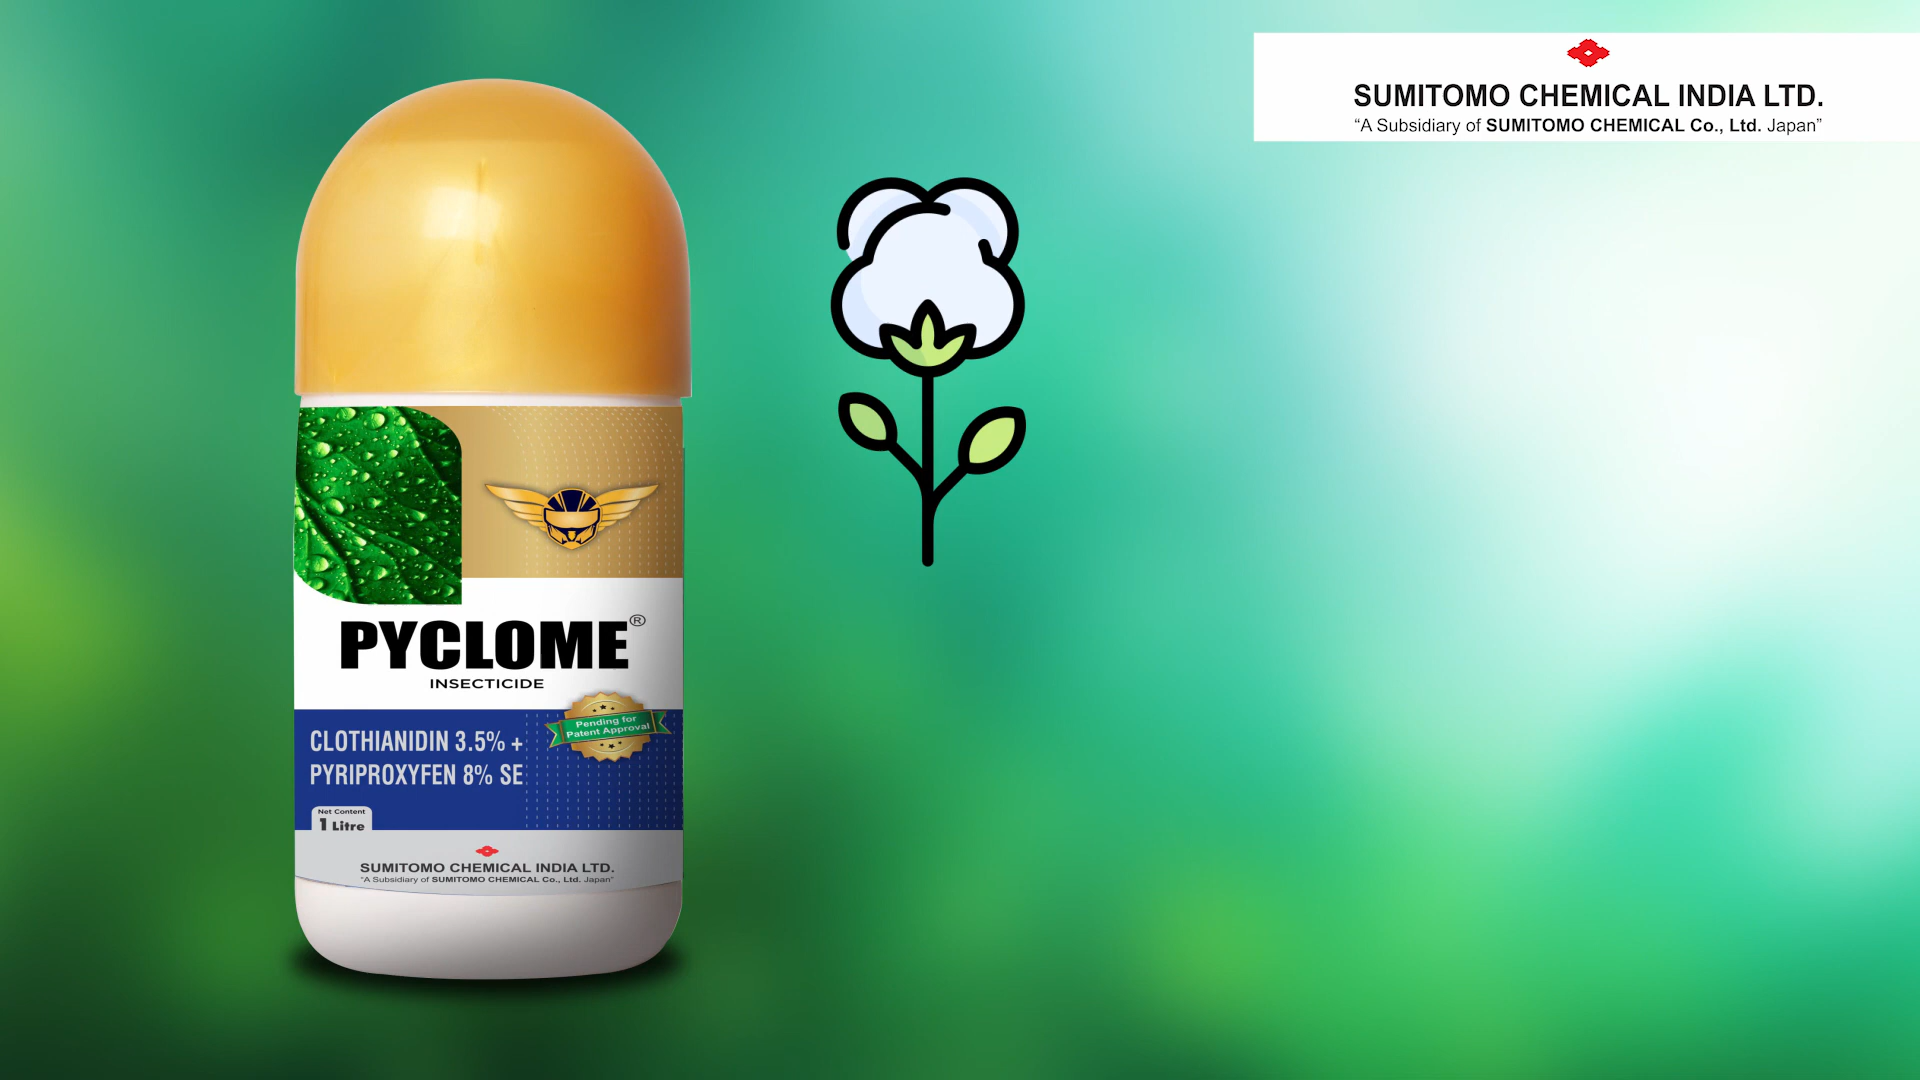 SUMITOMO CHEMICAL INDIA LTD.
“A Subsidiary of SUMITOMO CHEMICAL Co., Ltd. Japan”
PYCLOME®
INSECTICIDE
Pending for
Patent Approval
CLOTHIANIDIN 3.5% +
PYRIPROXYFEN 8% SE
Net Content
1 Litre
SUMITOMO CHEMICAL INDIA LTD.
“A Subsidiary of SUMITOMO CHEMICAL Co., Ltd. Japan”